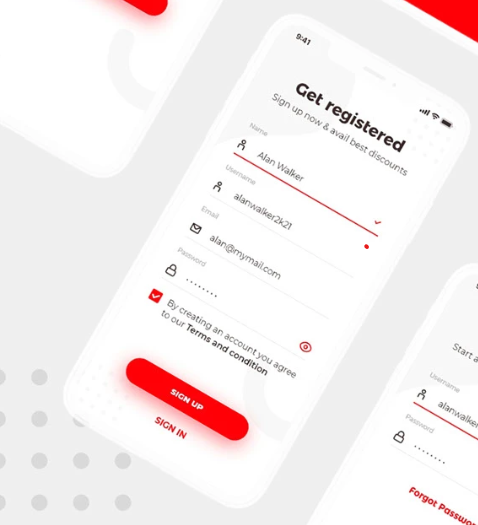 9:41
Get registered
Sign up now & avail best discounts
Name
Alan Walker
Username
alanwalker2k21
Email
alan@mymail.com
Password
By creating an account you agree
to our Terms and condition
SIGN UP
SIGN IN
Start a
Username
alanwalke
Password
Forgot Passwo